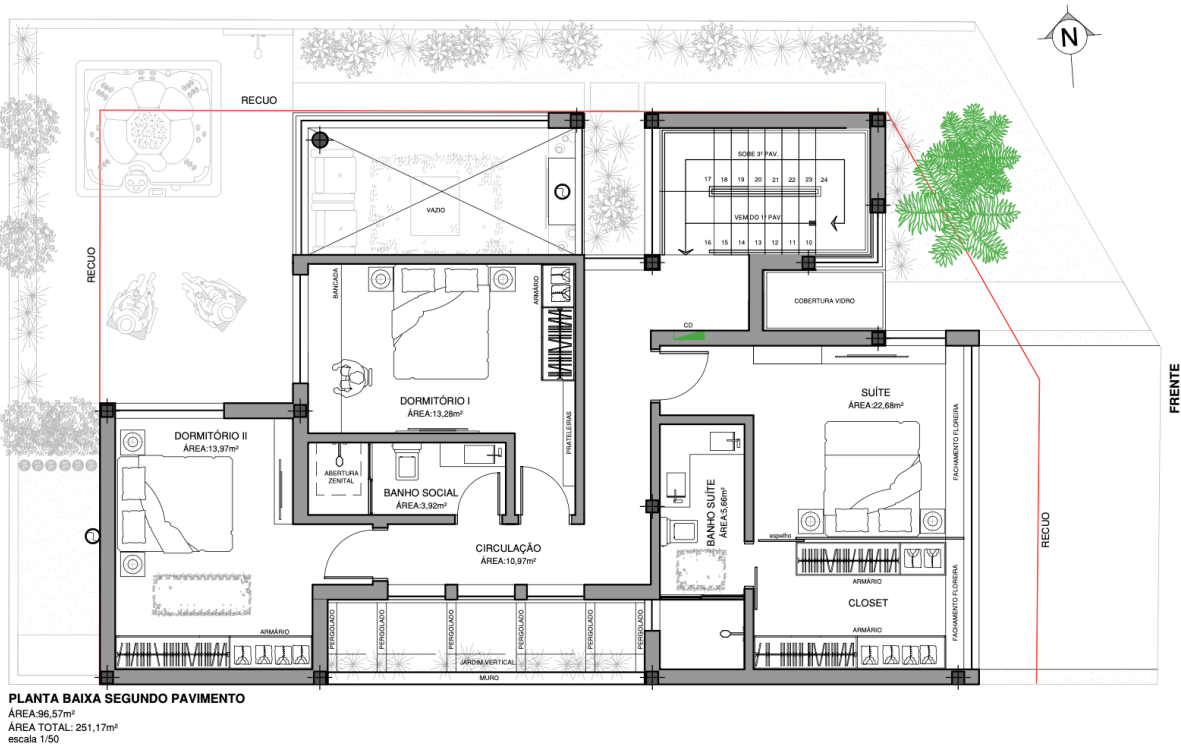 N
RECUO
SOBE 3º PAV.
17 18 19 20 21 22 23 24
VAZIO
VEM DO 1º PAV
16 15 14 13 12 11 10
RECUO
BANCADA
ARMÁRIO
COBERTURA VIDRO
CD
FRENTE
SUÍTE
ÁREA:22,68m²
DORMITÓRIO I
ÁREA:13,28m²
PRATELEIRAS
FACHAMENTO FLOREIRA
DORMITÓRIO II
ÁREA:13,97m²
ABERTURA
ZENITAL
BANHO SOCIAL
ÁREA:3,92m²
BANHO SUÍTE
ÁREA:5,66m²
RECUO
espelho
CIRCULAÇÃO
ÁREA:10,97m²
ARMÁRIO
CLOSET
FACHAMENTO FLOREIRA
PERGOLADO
PERGOLADO
PERGOLADO
PERGOLADO
PERGOLADO
PERGOLADO
ARMÁRIO
ARMÁRIO
JARDIM VERTICAL
MURO
PLANTA BAIXA SEGUNDO PAVIMENTO
ÁREA:96,57m²
ÁREA TOTAL: 251,17m²
escala 1/50